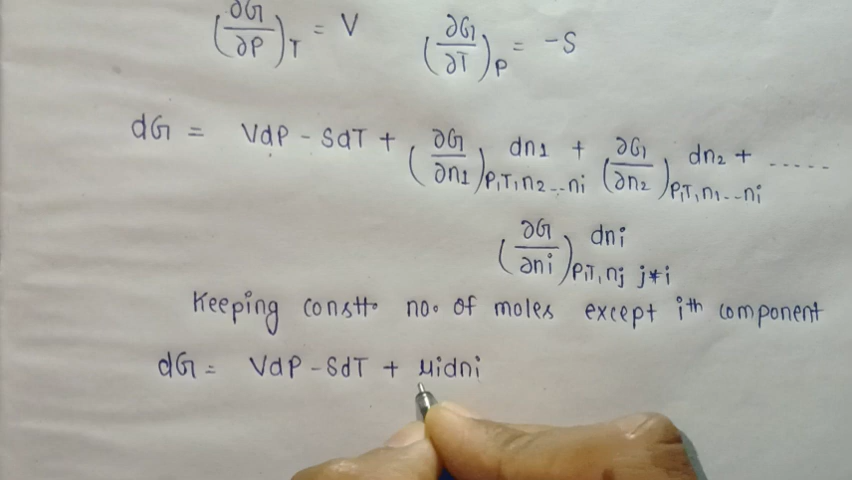 (∂G/∂P)T = V (∂G/∂T)P = -S
dG = VdP - SdT + (∂G/∂n1)P,T,n2...ni dn1 + (∂G/∂n2)P,T,n1...ni dn2 + .....
(∂G/∂ni)P,T,nj j*i dni
Keeping constt. no. of moles except ith component
dG = VdP - SdT + μidni